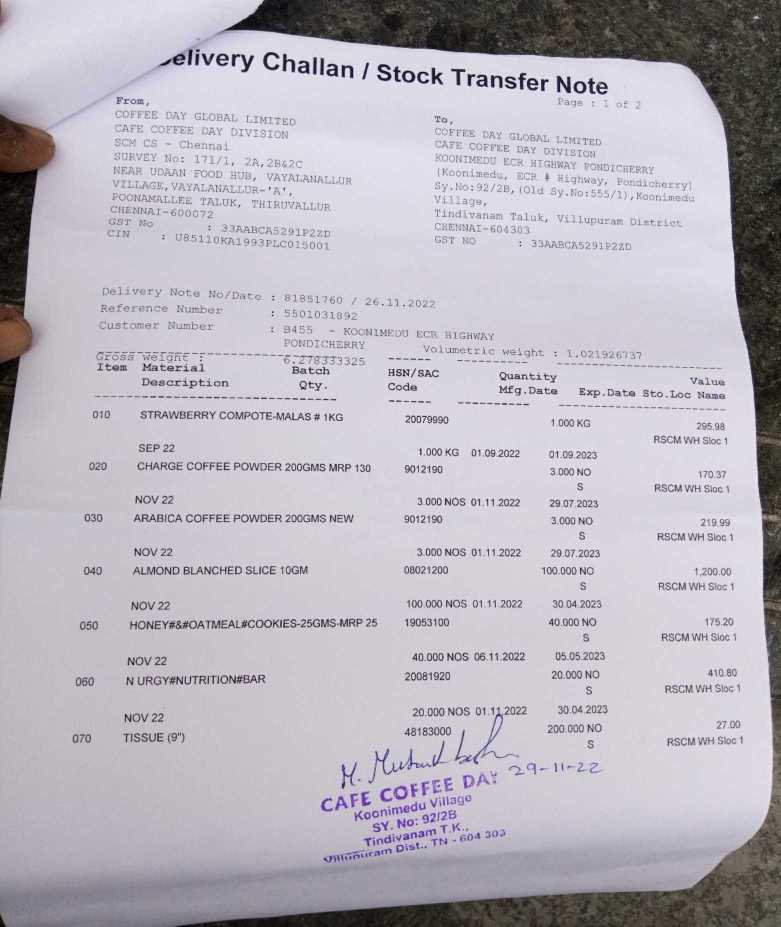 Delivery Challan / Stock Transfer Note
Page : 1 of 2
From,
COFFEE DAY GLOBAL LIMITED
CAFE COFFEE DAY DIVISION
SCM CS - Chennai
SURVEY No: 171/1, 2A,2B&2C
NEAR UDAAN FOOD HUB, VAYALANALLUR
VILLAGE,VAYALANALLUR-'A',
POONAMALLEE TALUK, THIRUVALLUR
CHENNAI-600072
GST No : 33AABCA5291P2ZD
CIN : U85110KA1993PLC015001
To,
COFFEE DAY GLOBAL LIMITED
CAFE COFFEE DAY DIVISION
KOONIMEDU ECR HIGHWAY PONDICHERRY
(Koonimedu, ECR # Highway, Pondicherry)
Sy.No:92/2B,(Old Sy.No:555/1),Koonimedu
Village,
Tindivanam Taluk, Villupuram District
CHENNAI-604303
GST NO : 33AABCA5291P2ZD
Delivery Note No/Date : 81851760 / 26.11.2022
Reference Number : 5501031892
Customer Number : B455 - KOONIMEDU ECR HIGHWAY
PONDICHERRY
Gross weight : 6.278333325 Volumetric weight : 1.021926737
Item Material Batch HSN/SAC Quantity Value
Description Qty. Code Mfg.Date Exp.Date Sto.Loc Name
010 STRAWBERRY COMPOTE-MALAS # 1KG 20079990 1.000 KG 295.98
RSCM WH Sloc 1
SEP 22 1.000 KG 01.09.2022 01.09.2023
020 CHARGE COFFEE POWDER 200GMS MRP 130 9012190 3.000 NO 170.37
S RSCM WH Sloc 1
NOV 22 3.000 NOS 01.11.2022 29.07.2023
030 ARABICA COFFEE POWDER 200GMS NEW 9012190 3.000 NO 219.99
S RSCM WH Sloc 1
NOV 22 3.000 NOS 01.11.2022 29.07.2023
040 ALMOND BLANCHED SLICE 10GM 08021200 100.000 NO 1,200.00
S RSCM WH Sloc 1
NOV 22 100.000 NOS 01.11.2022 30.04.2023
050 HONEY#&#OATMEAL#COOKIES-25GMS-MRP 25 19053100 40.000 NO 175.20
S RSCM WH Sloc 1
NOV 22 40.000 NOS 06.11.2022 05.05.2023
060 N URGY#NUTRITION#BAR 20081920 20.000 NO 410.80
S RSCM WH Sloc 1
NOV 22 20.000 NOS 01.11.2022 30.04.2023
070 TISSUE (9") 48183000 200.000 NO 27.00
S RSCM WH Sloc 1
M.
29-11-22
CAFE COFFEE DAY
Koonimedu Village
SY. No: 92/2B
Tindivanam T.K.,
Villupuram Dist., TN - 604 303